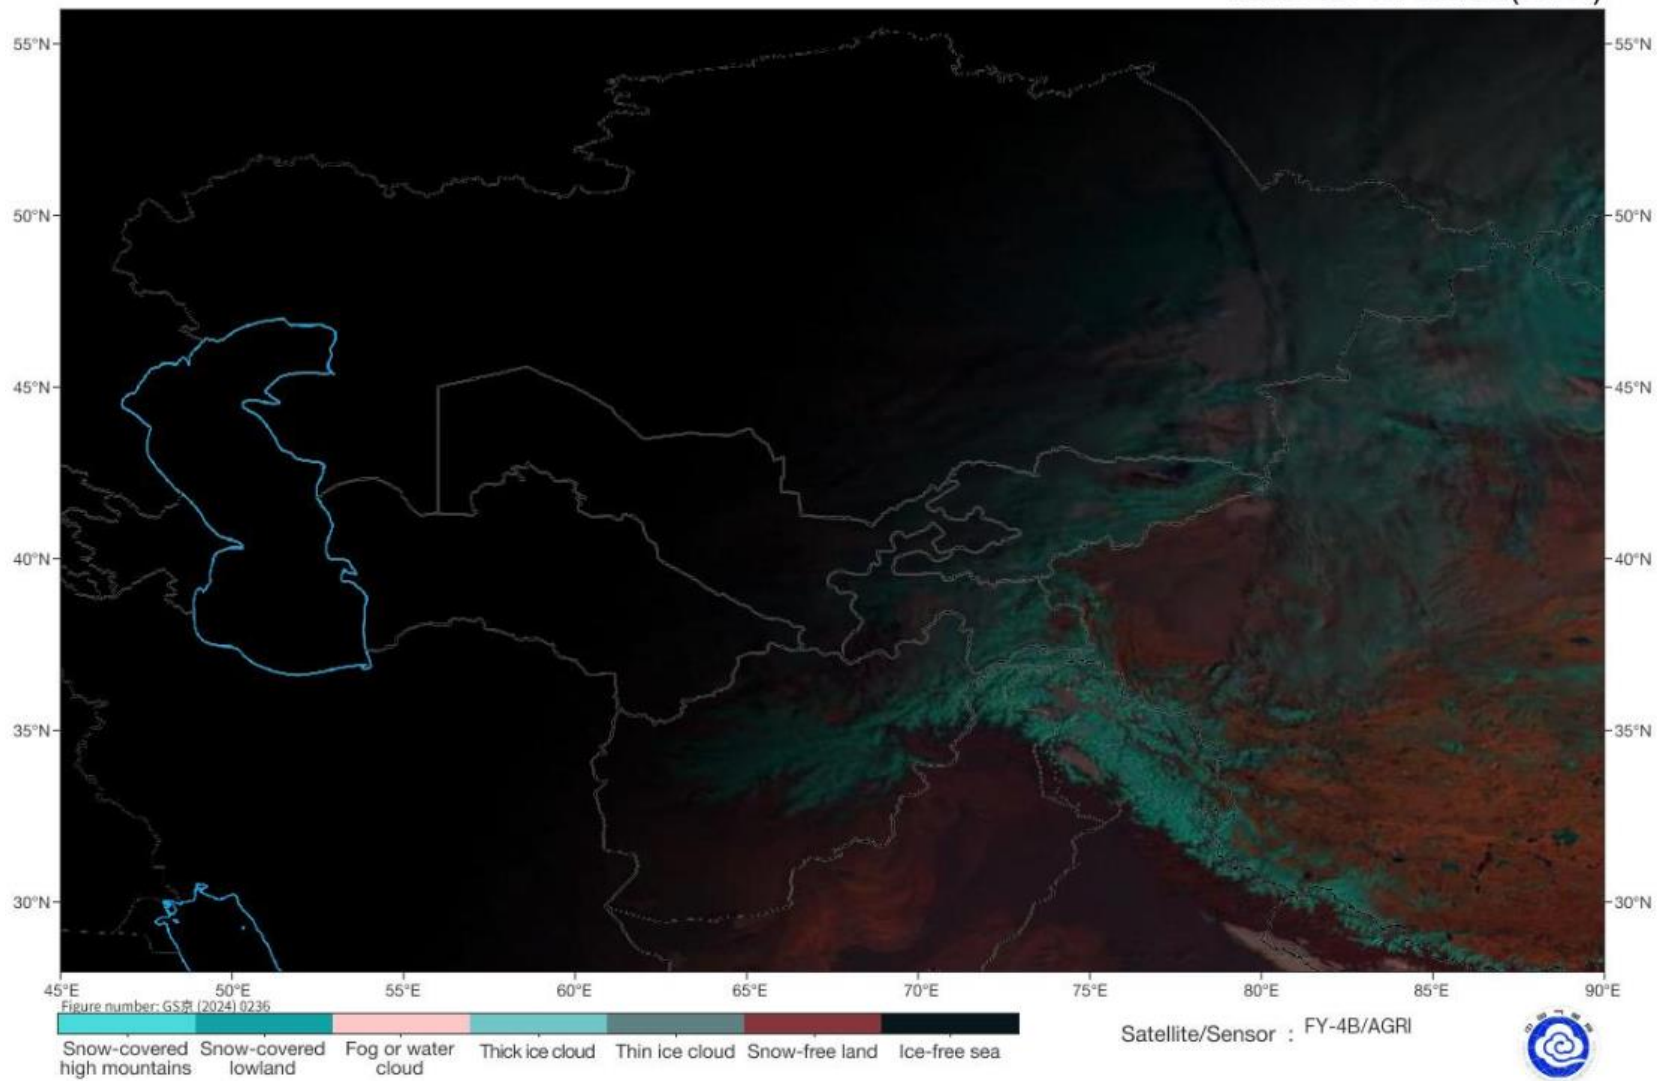 55°N
55°N
50°N
50°N
45°N
45°N
40°N
40°N
35°N
35°N
30°N
30°N
45°E
50°E
55°E
60°E
65°E
70°E
75°E
80°E
85°E
90°E
Figure number: GS京 (2024) 0236
Snow-covered
high mountains
Snow-covered
lowland
Fog or water
cloud
Thick ice cloud
Thin ice cloud
Snow-free land
Ice-free sea
Satellite/Sensor : FY-4B/AGRI